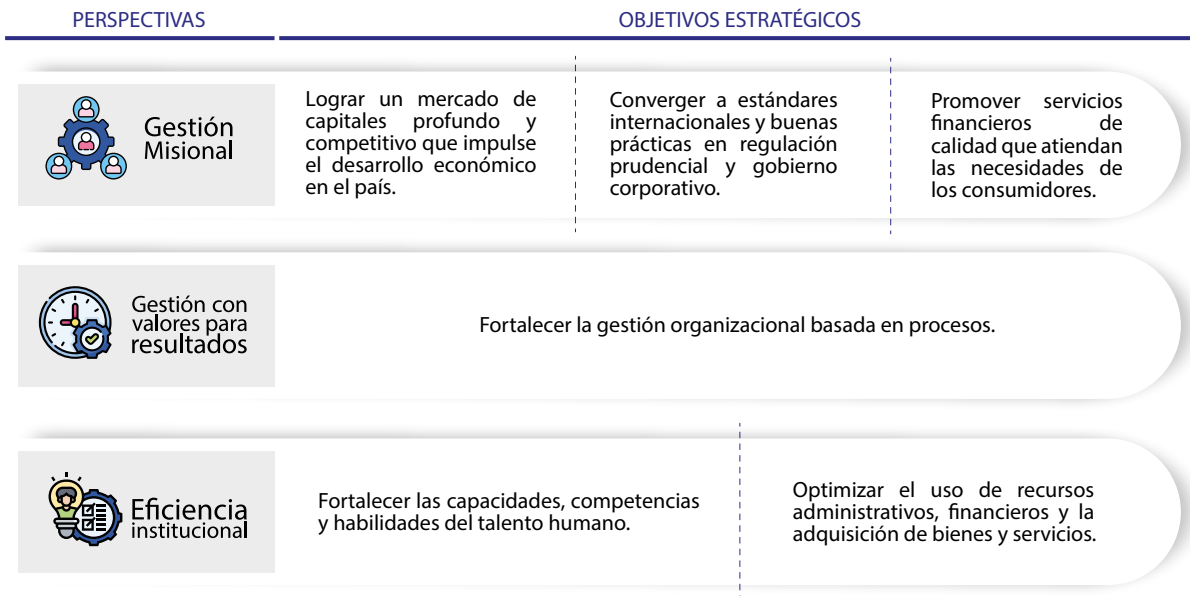 PERSPECTIVAS
OBJETIVOS ESTRATÉGICOS
Gestión
Misional
Lograr un mercado de
capitales profundo y
competitivo que impulse
el desarrollo económico
en el país.
Converger a estándares
internacionales y buenas
prácticas en regulación
prudencial y gobierno
corporativo.
Promover servicios
financieros de
calidad que atiendan
las necesidades de
los consumidores.
Gestión con
valores para
resultados
Fortalecer la gestión organizacional basada en procesos.
Eficiencia
institucional
Fortalecer las capacidades, competencias
y habilidades del talento humano.
Optimizar el uso de recursos
administrativos, financieros y la
adquisición de bienes y servicios.